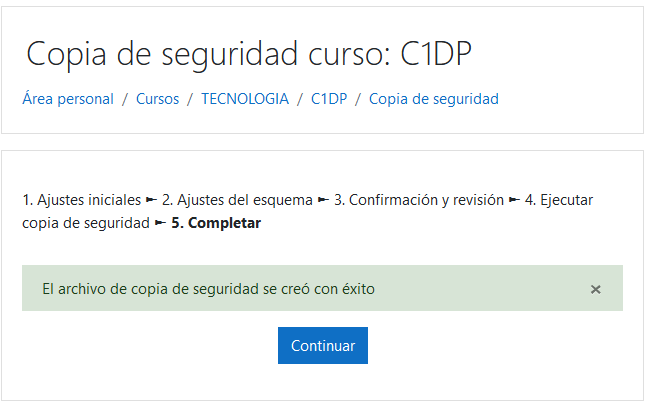 Copia de seguridad curso: C1DP
Área personal / Cursos / TECNOLOGIA / C1DP / Copia de seguridad
1. Ajustes iniciales ► 2. Ajustes del esquema ► 3. Confirmación y revisión ► 4. Ejecutar
copia de seguridad ► 5. Completar
El archivo de copia de seguridad se creó con éxito ×
Continuar